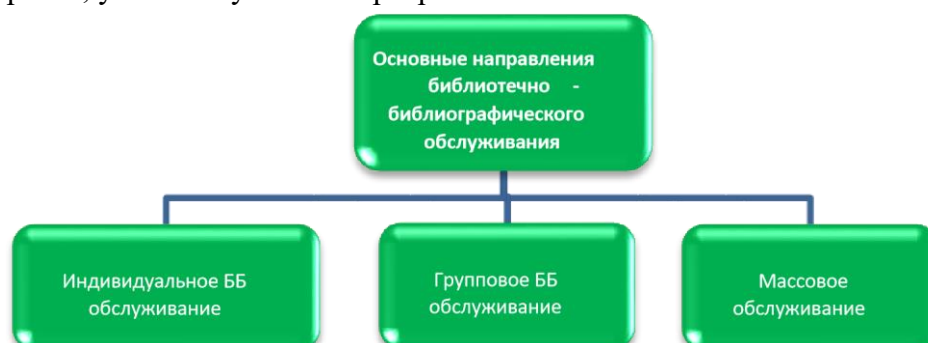 Основные направления
библиотечно -
библиографического
обслуживания
Индивидуальное ББ
обслуживание
Групповое ББ
обслуживание
Массовое
обслуживание